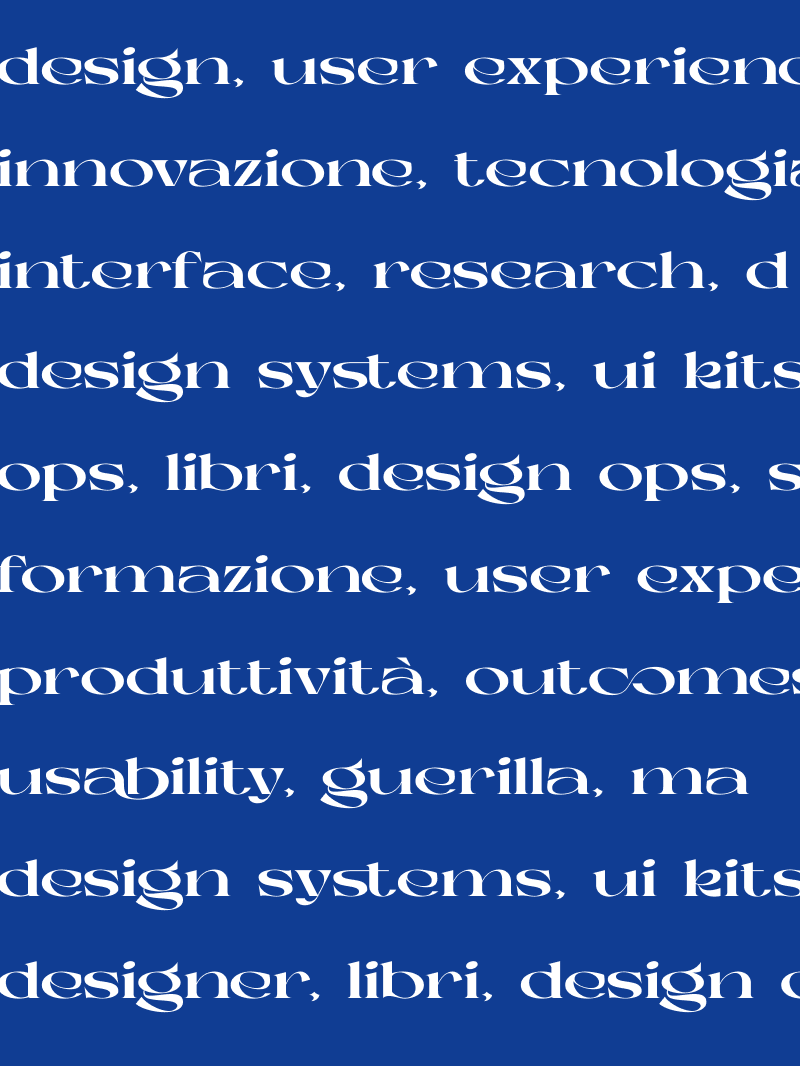 design, user experienc
innovazione, tecnologia
interface, research, d
design systems, ui kits
ops, libri, design ops, s
formazione, user expe
produttività, outcomes
usability, guerilla, ma
design systems, ui kits
designer, libri, design o